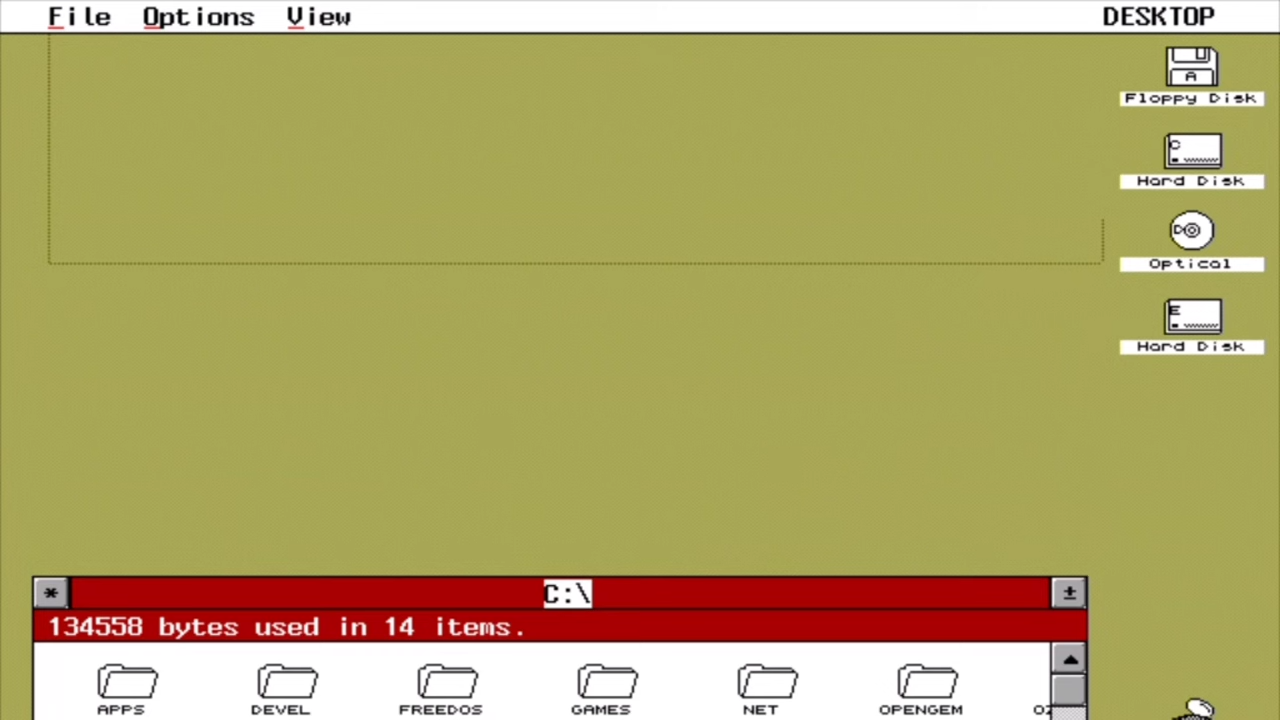 File Options View DESKTOP
A
Floppy Disk
C
Hard Disk
D
Optical
E
Hard Disk
C:\
134558 bytes used in 14 items.
APPS DEVEL FREEDOS GAMES NET OPENGEM